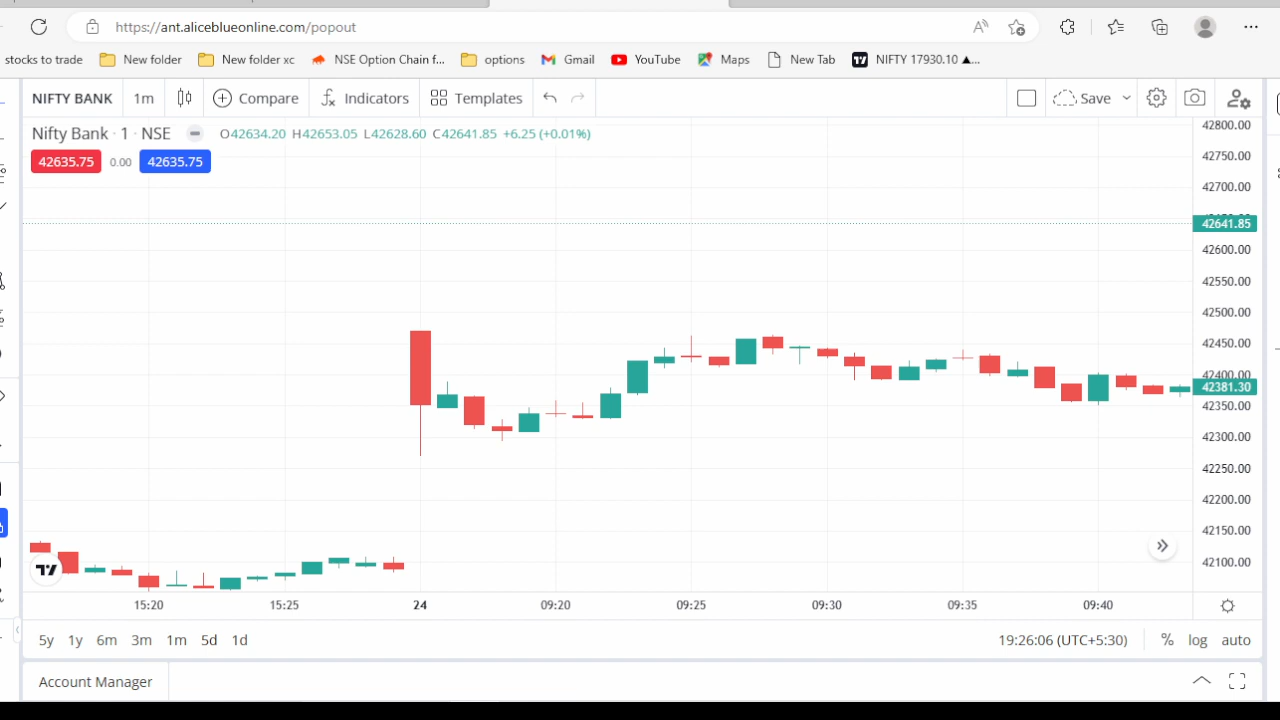 https://ant.aliceblueonline.com/popout
stocks to trade New folder New folder xc NSE Option Chain f... options Gmail YouTube Maps New Tab NIFTY 17930.10 ▲...
NIFTY BANK 1m Compare Indicators Templates Save
Nifty Bank · 1 · NSE O42634.20 H42653.05 L42628.60 C42641.85 +6.25 (+0.01%)
42635.75 0.00 42635.75
42800.00
42750.00
42700.00
42641.85
42600.00
42550.00
42500.00
42450.00
42400.00
42381.30
42350.00
42300.00
42250.00
42200.00
42150.00
42100.00
15:20 15:25 24 09:20 09:25 09:30 09:35 09:40
5y 1y 6m 3m 1m 5d 1d 19:26:06 (UTC+5:30) % log auto
Account Manager